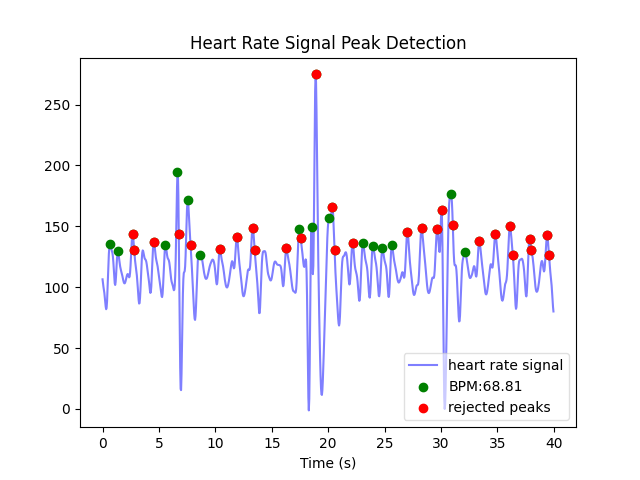 Heart Rate Signal Peak Detection
250
200
150
100
50
0
heart rate signal
BPM:68.81
rejected peaks
0 5 10 15 20 25 30 35 40
Time (s)